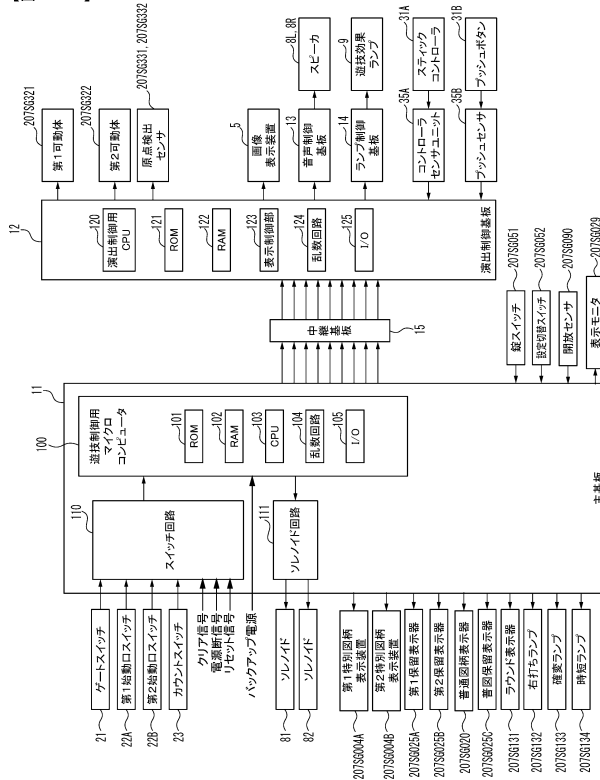 21
ゲートスイッチ
22A
第1始動口スイッチ
22B
第2始動口スイッチ
23
カウントスイッチ
クリア信号
電源断信号
リセット信号
バックアップ電源
81
ソレノイド
82
ソレノイド
207SG004A
第1特別図柄
表示装置
207SG004B
第2特別図柄
表示装置
207SG025A
第1保留表示器
207SG025B
第2保留表示器
207SG020
普通図柄表示器
207SG025C
普図保留表示器
207SG131
ラウンド表示器
207SG132
右打ちランプ
207SG133
確変ランプ
207SG134
時短ランプ
110
スイッチ回路
111
ソレノイド回路
11
100
遊技制御用
マイクロ
コンピュータ
101
ROM
102
RAM
103
CPU
104
乱数回路
105
I/O
207SG051
錠スイッチ
207SG052
設定切替スイッチ
207SG090
開放センサ
207SG029
表示モニタ
中継基板
15
12
120
演出制御用
CPU
121
ROM
122
RAM
123
表示制御部
124
乱数回路
125
I/O
演出制御基板
207SG321
第1可動体
207SG322
第2可動体
207SG331, 207SG332
原点検出
センサ
5
画像
表示装置
13
音声制御
基板
8L, 8R
スピーカ
14
ランプ制御
基板
9
遊技効果
ランプ
35A
コントローラ
センサユニット
31A
スティック
コントローラ
35B
プッシュセンサ
31B
プッシュボタン